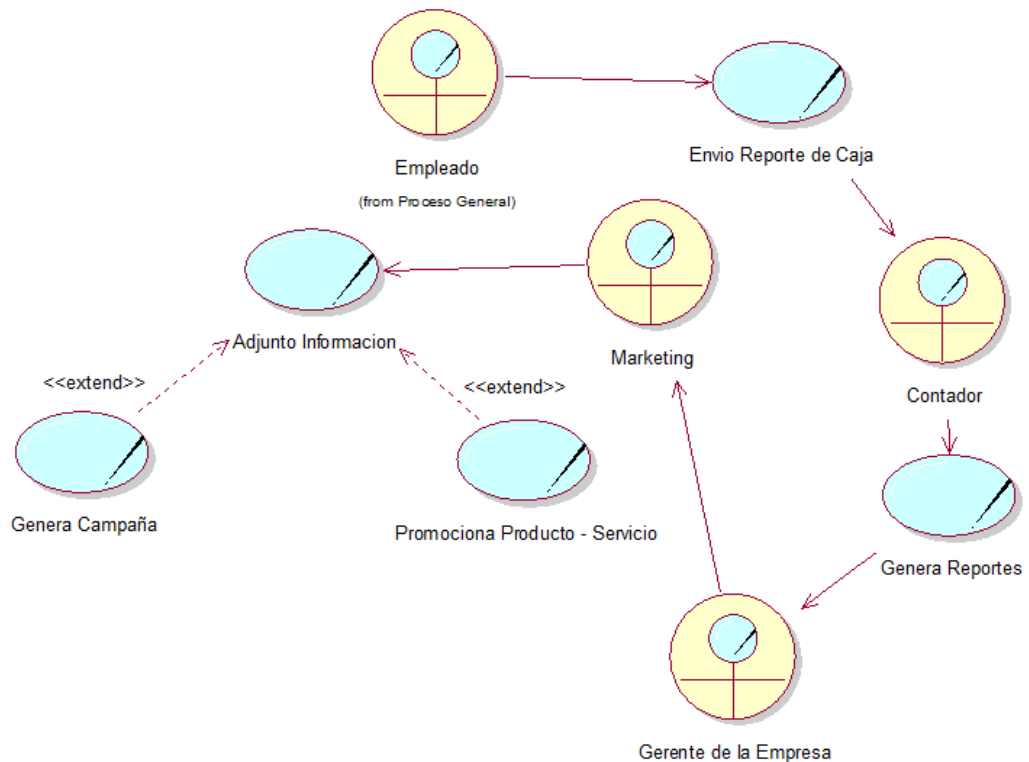 Empleado
(from Proceso General)
Envio Reporte de Caja
Adjunto Informacion
Marketing
Contador
<<extend>>
<<extend>>
Genera Campaña
Promociona Producto - Servicio
Genera Reportes
Gerente de la Empresa